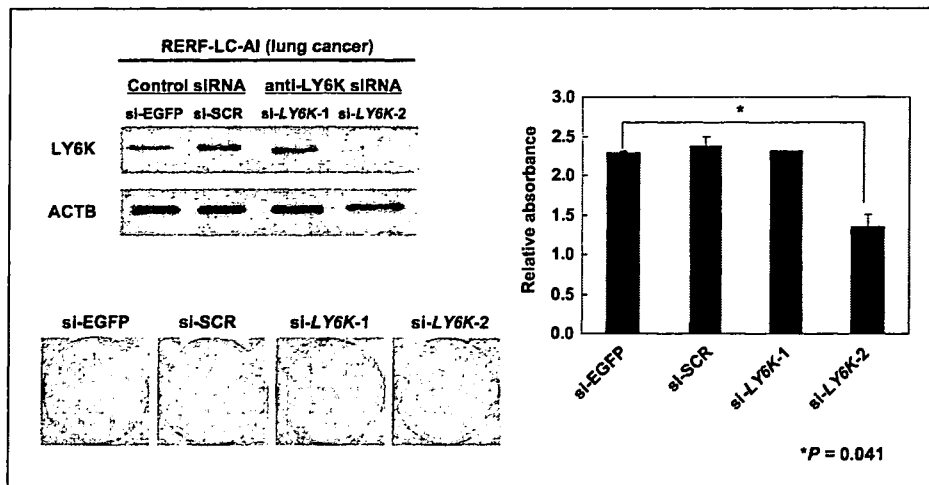 RERF-LC-AI (lung cancer)
Control siRNA anti-LY6K siRNA
si-EGFP si-SCR si-LY6K-1 si-LY6K-2
LY6K
ACTB
si-EGFP si-SCR si-LY6K-1 si-LY6K-2
Relative absorbance
3.0
2.5
2.0
1.5
1.0
0.5
0.0
*
si-EGFP
si-SCR
si-LY6K-1
si-LY6K-2
*P = 0.041